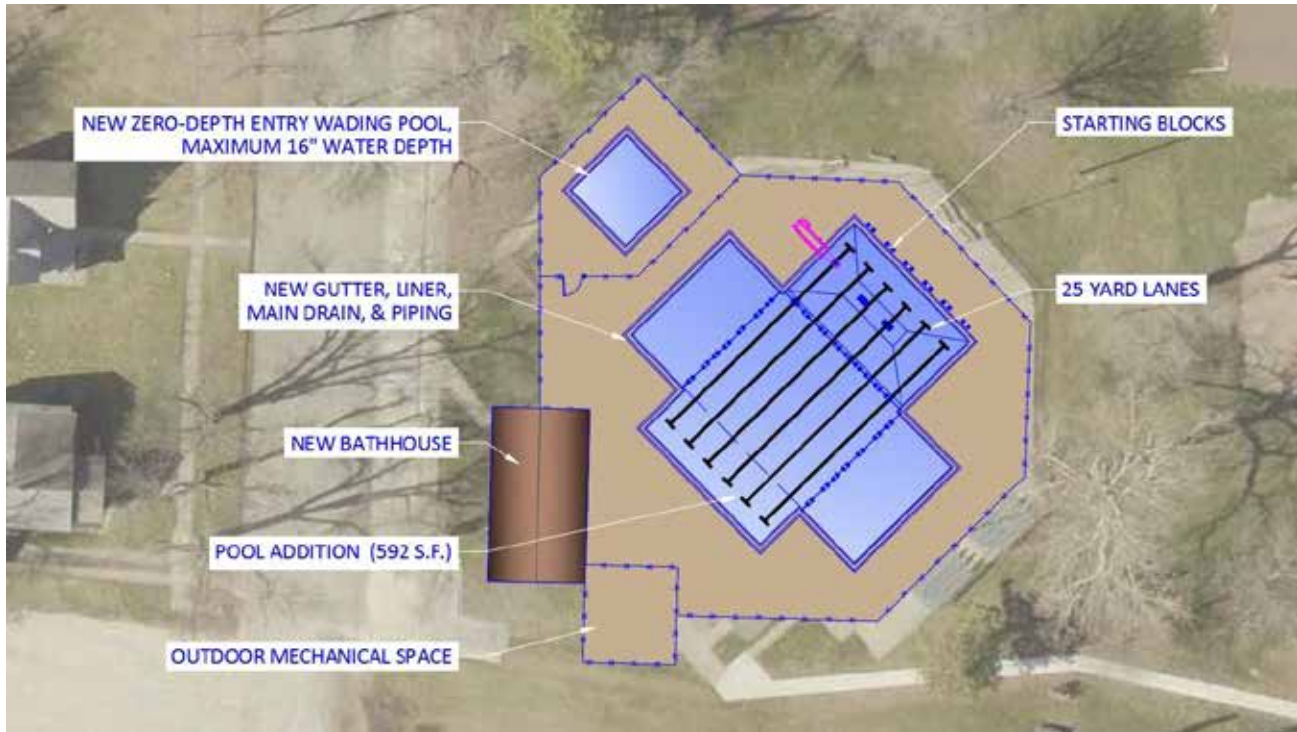 NEW ZERO-DEPTH ENTRY WADING POOL,
MAXIMUM 16" WATER DEPTH
STARTING BLOCKS
NEW GUTTER, LINER,
MAIN DRAIN, & PIPING
25 YARD LANES
NEW BATHHOUSE
POOL ADDITION (592 S.F.)
OUTDOOR MECHANICAL SPACE